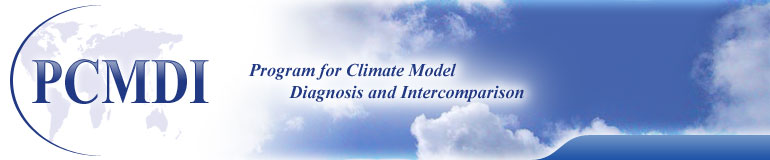 PCMDI
Program for Climate Model
Diagnosis and Intercomparison